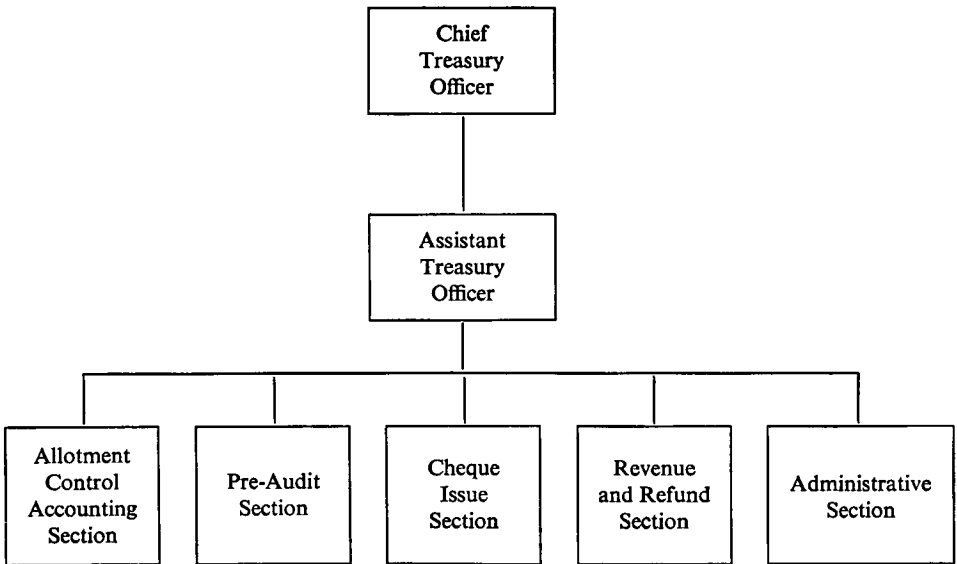 Chief
Treasury
Officer
Assistant
Treasury
Officer
Allotment
Control
Accounting
Section
Pre-Audit
Section
Cheque
Issue
Section
Revenue
and Refund
Section
Administrative
Section